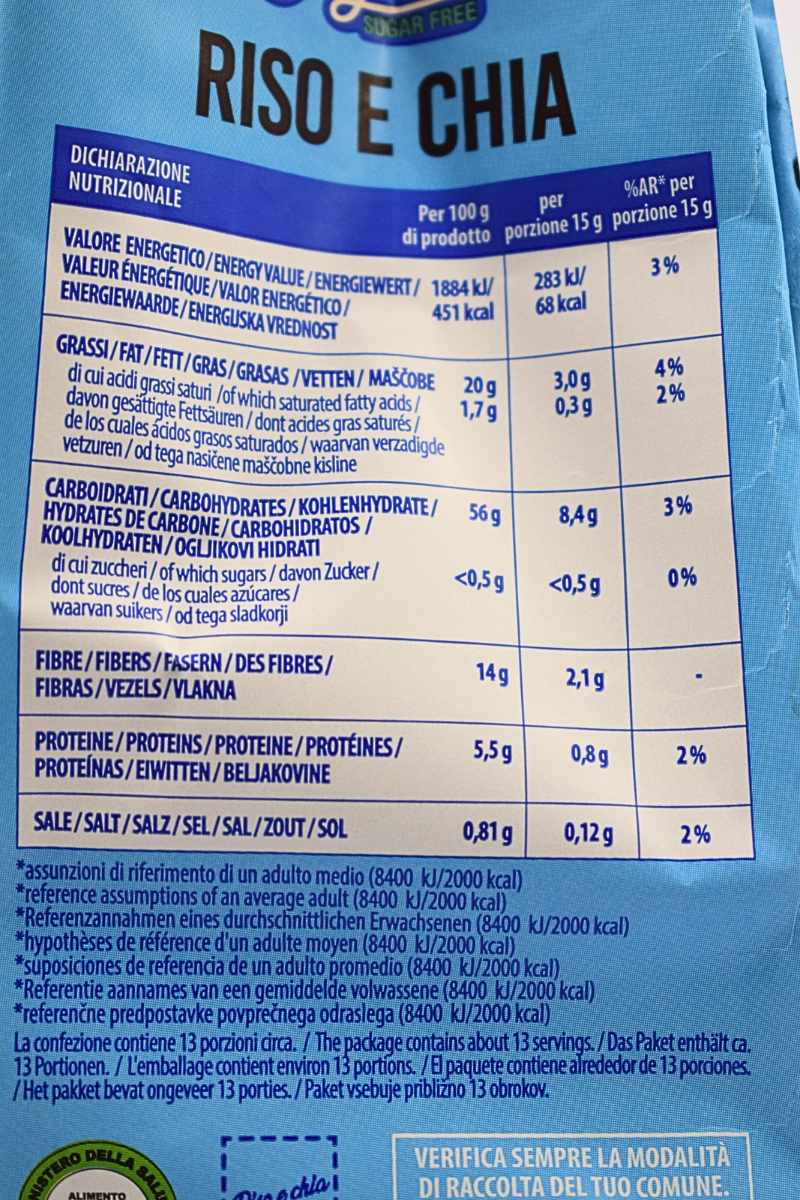 SUGAR FREE
RISO E CHIA
DICHIARAZIONE
NUTRIZIONALE
Per 100 g
di prodotto
per
porzione 15 g
%AR* per
porzione 15 g
VALORE ENERGETICO / ENERGY VALUE / ENERGIEWERT /
VALEUR ÉNERGÉTIQUE / VALOR ENERGÉTICO /
ENERGIEWAARDE / ENERGIJSKA VREDNOST
1884 kJ/
451 kcal
283 kJ/
68 kcal
3%
GRASSI / FAT / FETT / GRAS / GRASAS / VETTEN / MAŠČOBE 20 g 3,0 g 4%
di cui acidi grassi saturi /of which saturated fatty acids / 1,7 g 0,3 g 2%
davon gesättigte Fettsäuren / dont acides gras saturés /
de los cuales ácidos grasos saturados / waarvan verzadigde
vetzuren / od tega nasičene maščobne kisline
CARBOIDRATI / CARBOHYDRATES / KOHLENHYDRATE / 56 g 8,4 g 3%
HYDRATES DE CARBONE / CARBOHIDRATOS /
KOOLHYDRATEN / OGLJIKOVI HIDRATI
di cui zuccheri / of which sugars / davon Zucker / <0,5 g <0,5 g 0%
dont sucres / de los cuales azúcares /
waarvan suikers / od tega sladkorji
FIBRE / FIBERS / FASERN / DES FIBRES / 14 g 2,1 g -
FIBRAS / VEZELS / VLAKNA
PROTEINE / PROTEINS / PROTEINE / PROTÉINES / 5,5 g 0,8 g 2%
PROTEÍNAS / EIWITTEN / BELJAKOVINE
SALE / SALT / SALZ / SEL / SAL / ZOUT / SOL 0,81 g 0,12 g 2%
*assunzioni di riferimento di un adulto medio (8400 kJ/2000 kcal)
*reference assumptions of an average adult (8400 kJ/2000 kcal)
*Referenzannahmen eines durchschnittlichen Erwachsenen (8400 kJ/2000 kcal)
*hypothèses de référence d'un adulte moyen (8400 kJ/2000 kcal)
*suposiciones de referencia de un adulto promedio (8400 kJ/2000 kcal)
*Referentie aannames van een gemiddelde volwassene (8400 kJ/2000 kcal)
*referenčne predpostavke povprečnega odraslega (8400 kJ/2000 kcal)
La confezione contiene 13 porzioni circa. / The package contains about 13 servings. / Das Paket enthält ca.
13 Portionen. / L'emballage contient environ 13 portions. / El paquete contiene alrededor de 13 porciones.
/ Het pakket bevat ongeveer 13 porties. / Paket vsebuje približno 13 obrokov.
DELLA
ALIMENTO
e chia
VERIFICA SEMPRE LA MODALITÀ
DI RACCOLTA DEL TUO COMUNE.